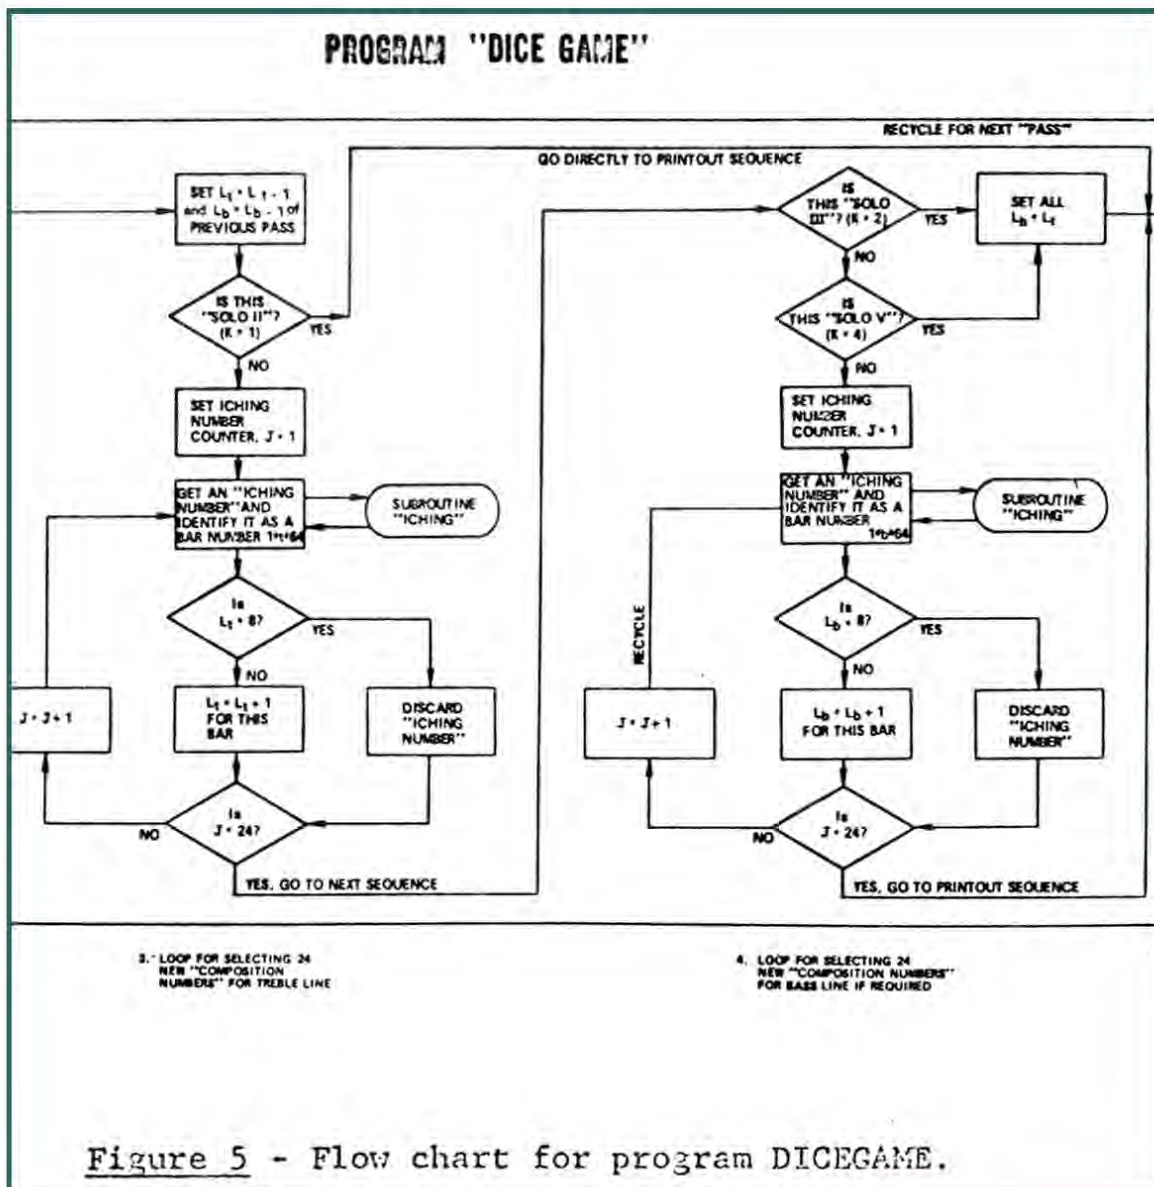 PROGRAM "DICE GAME"
RECYCLE FOR NEXT "PASS"
GO DIRECTLY TO PRINTOUT SEQUENCE
SET Lt = L t - 1
and Lb = Lb - 1 of
PREVIOUS PASS
IS THIS
"SOLO II"?
(K = 1)
YES
NO
SET ICHING
NUMBER
COUNTER, J = 1
GET AN "ICHING
NUMBER" AND
IDENTIFY IT AS A
BAR NUMBER
SUBROUTINE
"ICHING"
Is
Lt = 8?
YES
NO
J = J + 1
Lt = Lt + 1
FOR THIS
BAR
DISCARD
"ICHING
NUMBER"
Is
J = 24?
NO
YES, GO TO NEXT SEQUENCE
IS
THIS "SOLO
III"? (K = 2)
YES
SET ALL
Lb = Lt
NO
IS
THIS "SOLO V"?
(K = 4)
YES
NO
SET ICHING
NUMBER
COUNTER, J = 1
GET AN "ICHING
NUMBER" AND
IDENTIFY IT AS A
BAR NUMBER
SUBROUTINE
"ICHING"
RECYCLE
Is
Lb = 8?
YES
NO
J = J + 1
Lb = Lb + 1
FOR THIS BAR
DISCARD
"ICHING
NUMBER"
Is
J = 24?
NO
YES, GO TO PRINTOUT SEQUENCE
3. LOOP FOR SELECTING 24
NEW "COMPOSITION
NUMBERS" FOR TREBLE LINE
4. LOOP FOR SELECTING 24
NEW "COMPOSITION NUMBERS"
FOR BASS LINE IF REQUIRED
Figure 5 - Flow chart for program DICEGAME.